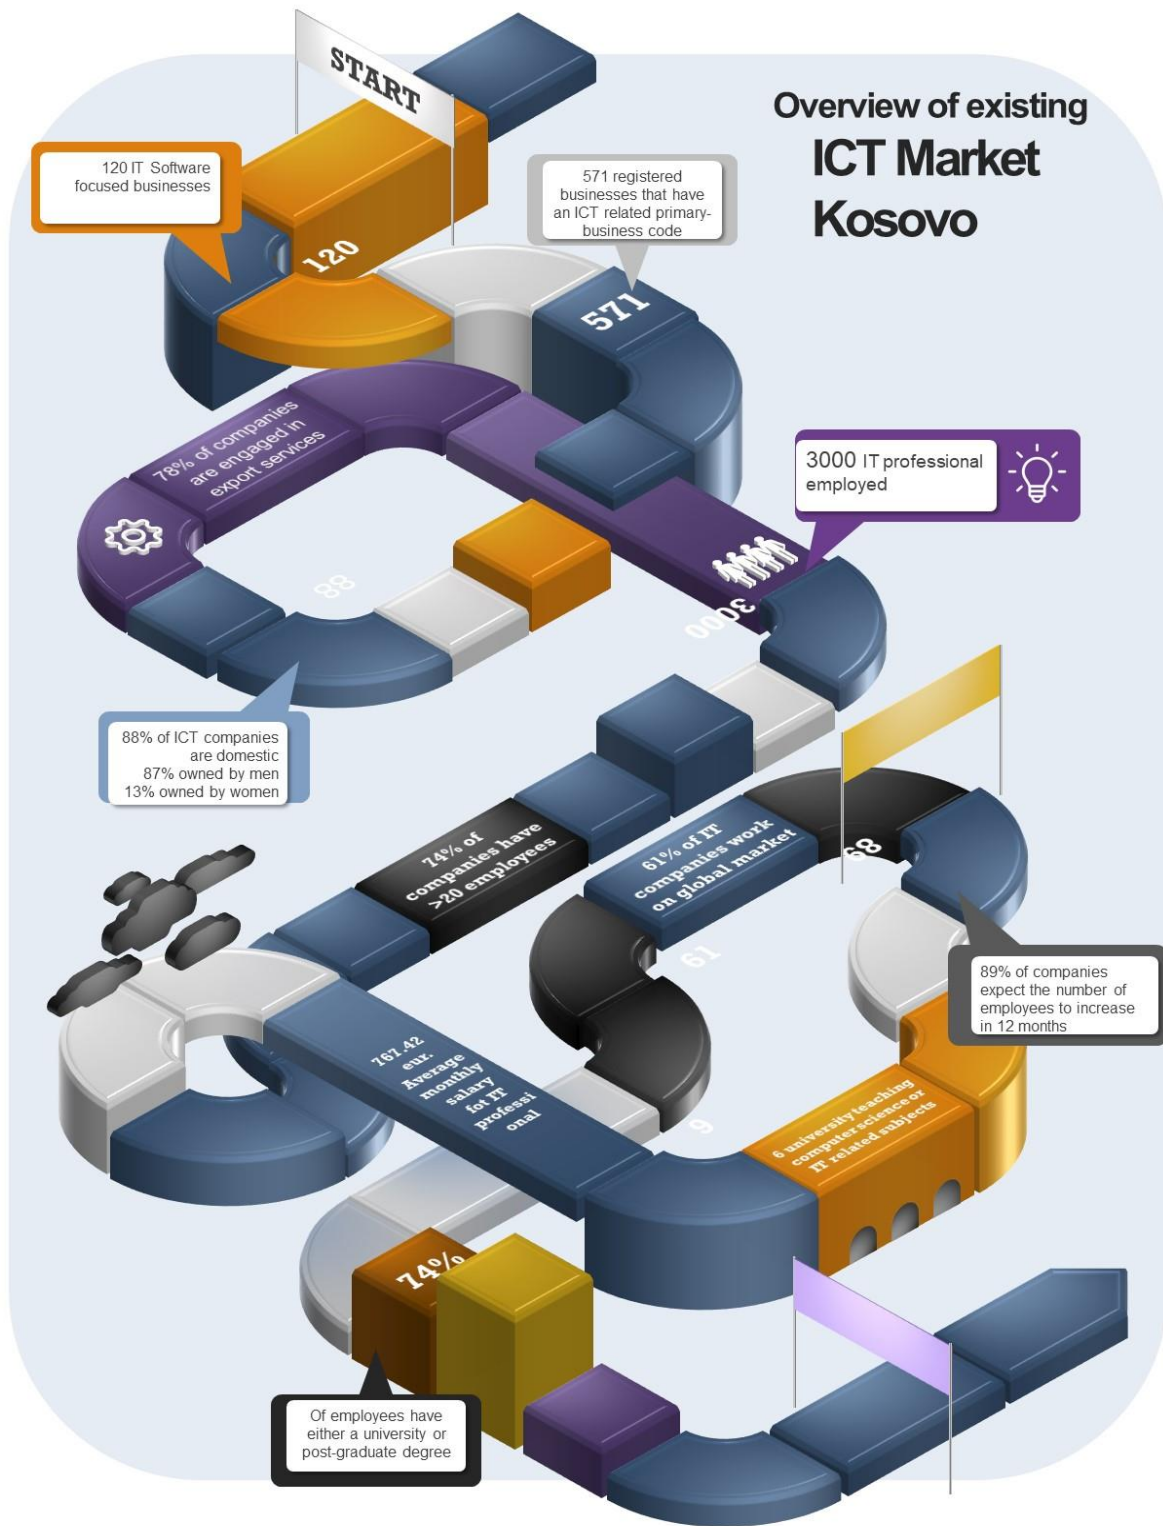 START
Overview of existing
ICT Market
Kosovo
120 IT Software
focused businesses
571 registered
businesses that have
an ICT related primary-
business code
120
571
78% of companies
are engaged in
export services
3000 IT professional
employed
88
3000
88% of ICT companies
are domestic
87% owned by men
13% owned by women
74% of
companies have
>20 employees
61% of IT
companies work
on global market
68
61
89% of companies
expect the number of
employees to increase
in 12 months
767.42
eur.
Average
monthly
salary
fot IT
professi
onal
6
6 university teaching
computer science or
IT related subjects
74%
Of employees have
either a university or
post-graduate degree